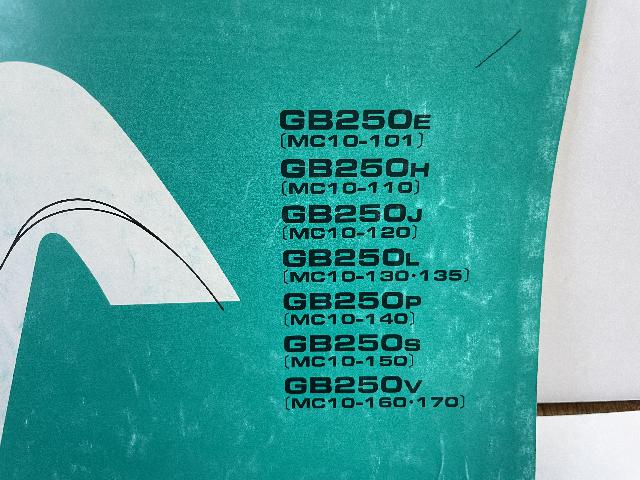 GB250E
〔MC10-101〕
GB250H
〔MC10-110〕
GB250J
〔MC10-120〕
GB250L
〔MC10-130·135〕
GB250P
〔MC10-140〕
GB250S
〔MC10-150〕
GB250V
〔MC10-160·170〕